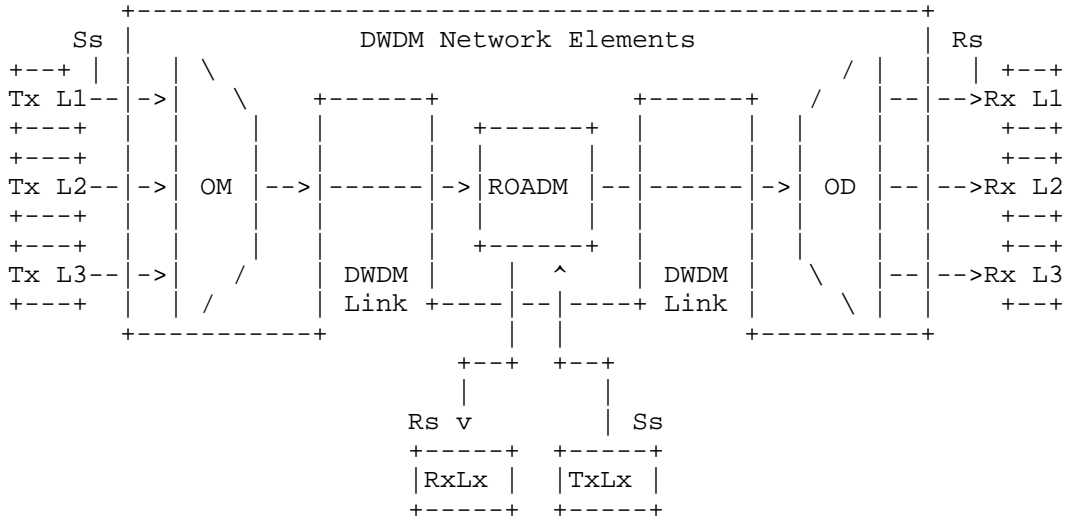 Ss DWDM Network Elements Rs
Tx L1 Rx L1
Tx L2 OM ROADM OD Rx L2
Tx L3 DWDM DWDM Rx L3
Link Link
Rs v Ss
RxLx TxLx